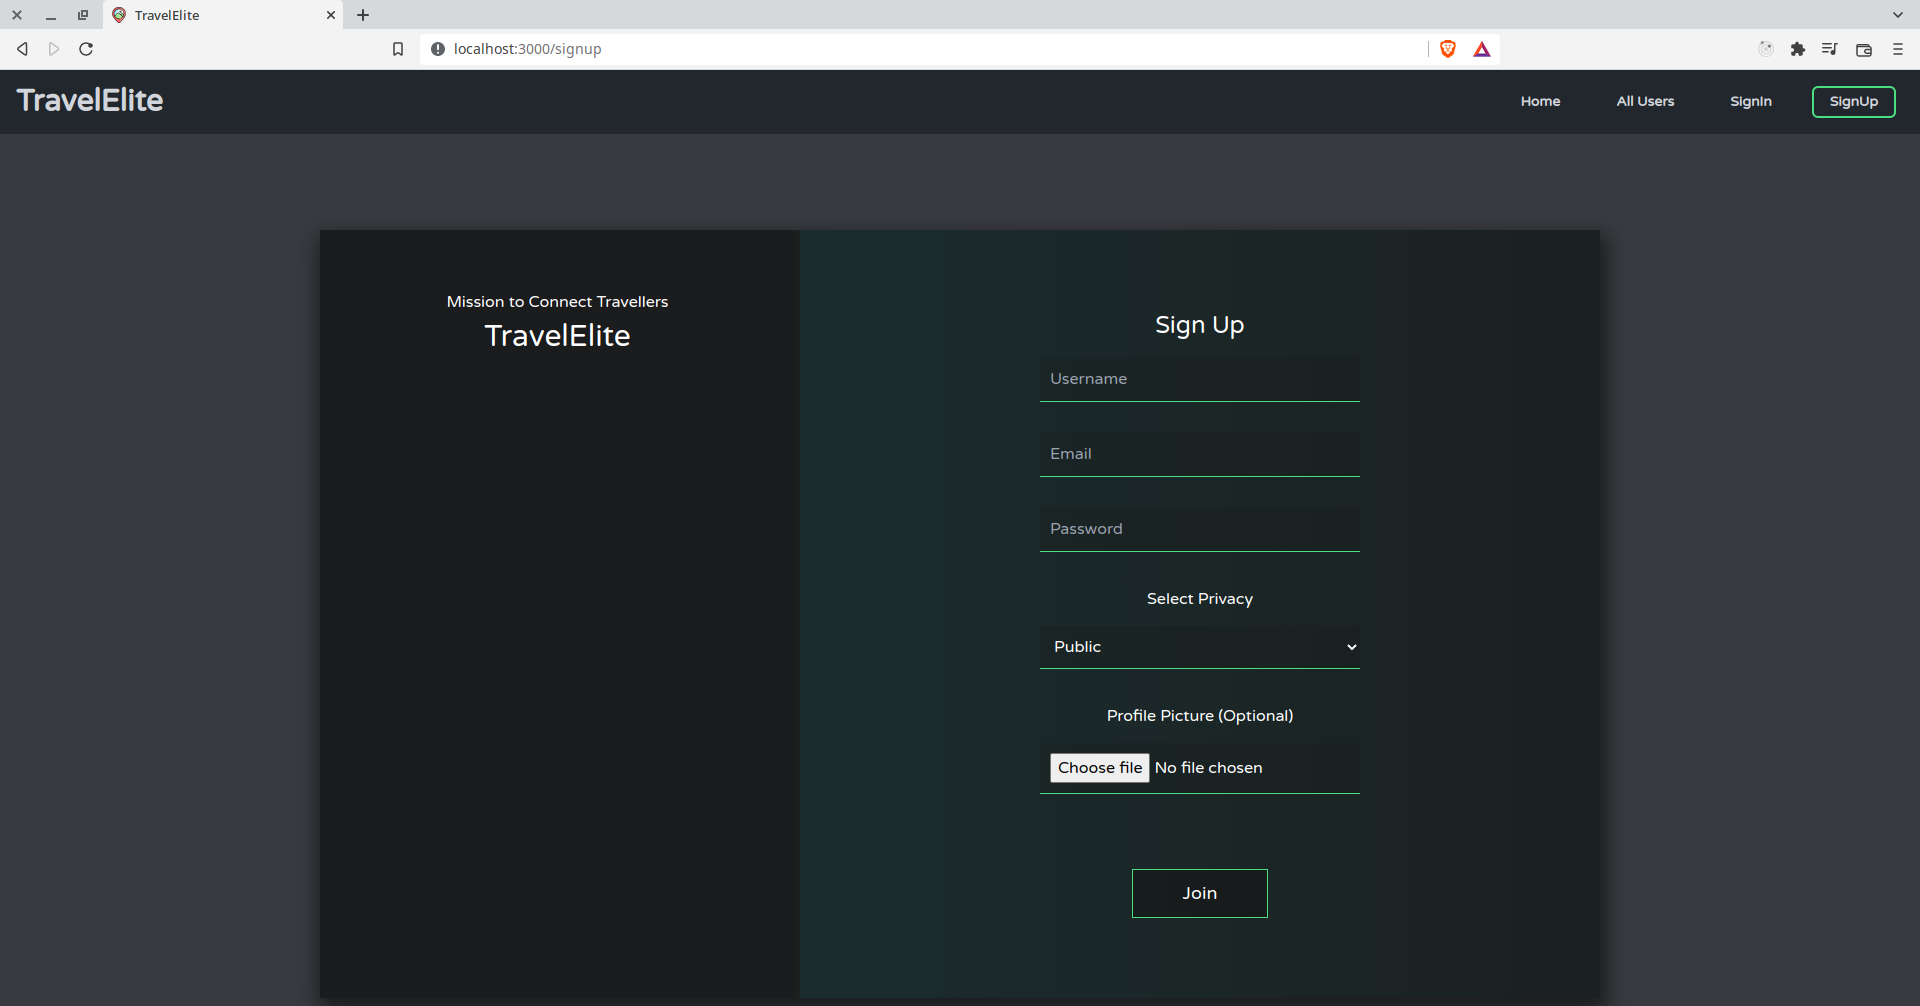 TravelElite
localhost:3000/signup
TravelElite
Home
All Users
SignIn
SignUp
Mission to Connect Travellers
TravelElite
Sign Up
Username
Email
Password
Select Privacy
Public
Profile Picture (Optional)
Choose file No file chosen
Join